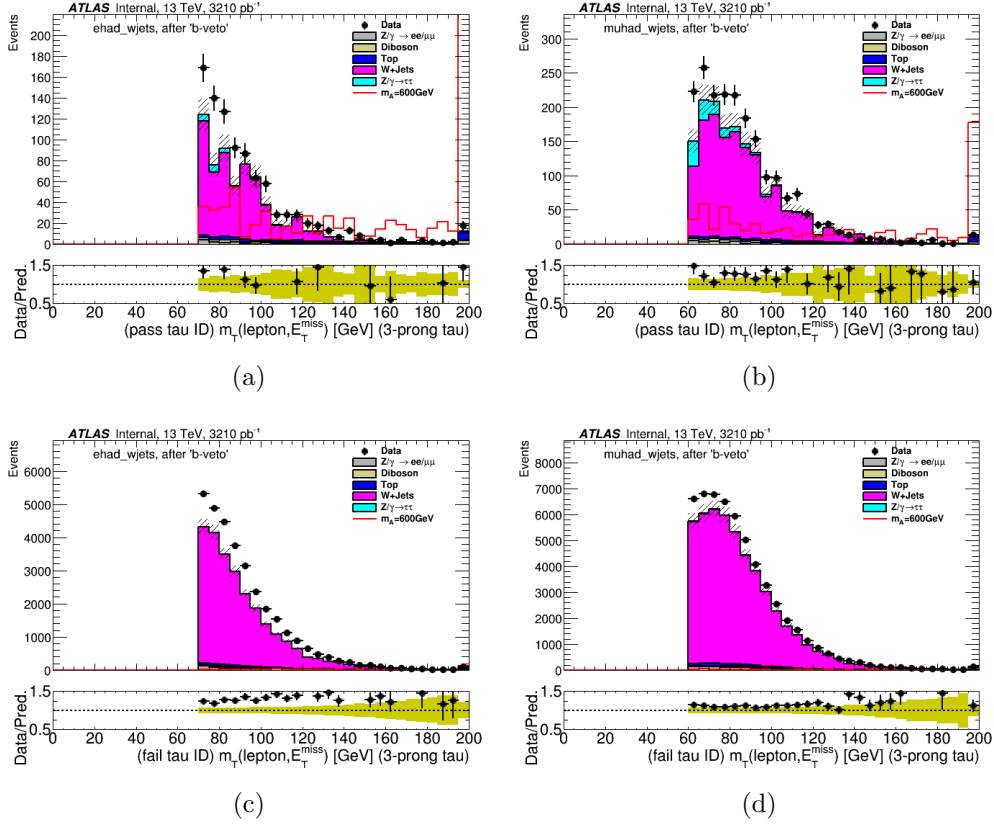 ATLAS Internal, 13 TeV, 3210 pb⁻¹
ehad_wjets, after 'b-veto'
Events
200
180
160
140
120
100
80
60
40
20
0
Data
Z/γ → ee/μμ
Diboson
Top
W+Jets
Z/γ→ττ
m_A=600GeV
Data/Pred.
1.5
1
0.5
0 20 40 60 80 100 120 140 160 180 200
(pass tau ID) m_T(lepton,E_T^miss) [GeV] (3-prong tau)
(a)
ATLAS Internal, 13 TeV, 3210 pb⁻¹
muhad_wjets, after 'b-veto'
Events
350
300
250
200
150
100
50
0
Data
Z/γ → ee/μμ
Diboson
Top
W+Jets
Z/γ→ττ
m_A=600GeV
Data/Pred.
1.5
1
0.5
0 20 40 60 80 100 120 140 160 180 200
(pass tau ID) m_T(lepton,E_T^miss) [GeV] (3-prong tau)
(b)
ATLAS Internal, 13 TeV, 3210 pb⁻¹
ehad_wjets, after 'b-veto'
Events
6000
5000
4000
3000
2000
1000
0
Data
Z/γ → ee/μμ
Diboson
Top
W+Jets
Z/γ→ττ
m_A=600GeV
Data/Pred.
1.5
1
0.5
0 20 40 60 80 100 120 140 160 180 200
(fail tau ID) m_T(lepton,E_T^miss) [GeV] (3-prong tau)
(c)
ATLAS Internal, 13 TeV, 3210 pb⁻¹
muhad_wjets, after 'b-veto'
Events
8000
7000
6000
5000
4000
3000
2000
1000
0
Data
Z/γ → ee/μμ
Diboson
Top
W+Jets
Z/γ→ττ
m_A=600GeV
Data/Pred.
1.5
1
0.5
0 20 40 60 80 100 120 140 160 180 200
(fail tau ID) m_T(lepton,E_T^miss) [GeV] (3-prong tau)
(d)